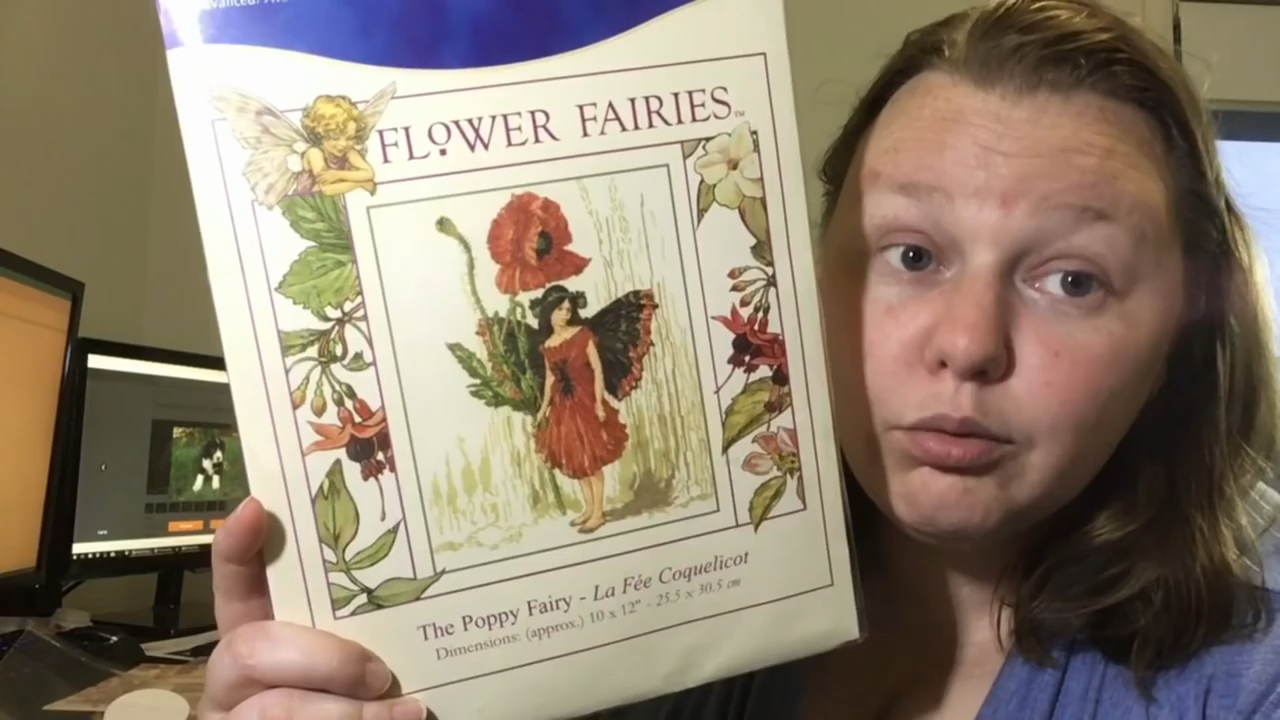 FLOWER FAIRIES™
The Poppy Fairy - La Fée Coquelicot
Dimensions: (approx.) 10 x 12" - 25.5 x 30.5 cm